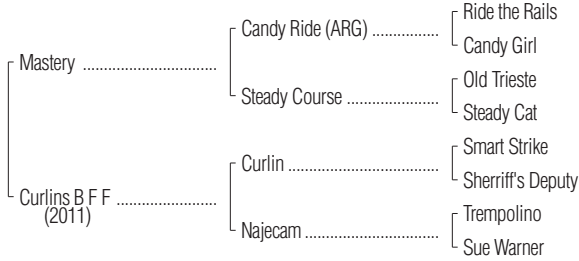 Ride the Rails
Candy Ride (ARG) ................
Candy Girl
Mastery ................................
Old Trieste
Steady Course ......................
Steady Cat
Smart Strike
Curlin ....................................
Sherriff's Deputy
Curlins B F F ........................
(2011)
Trempolino
Najecam ................................
Sue Warner